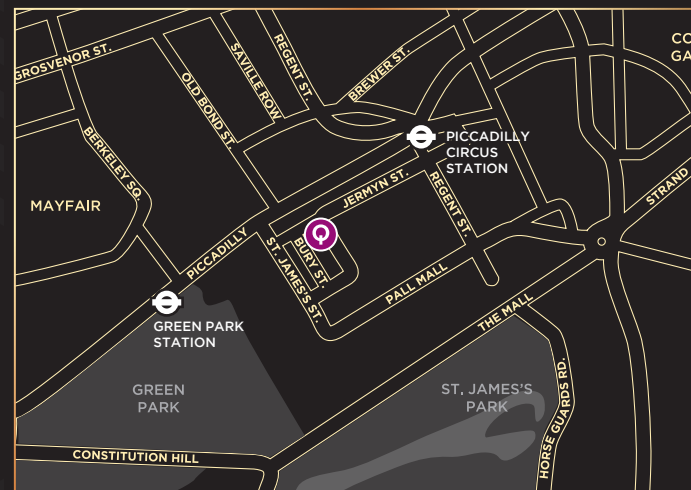 GROSVENOR ST.
SAVILLE ROW
REGENT ST.
BREWER ST.
CO
GA
OLD BOND ST.
BERKELEY SQ.
PICCADILLY
CIRCUS
STATION
MAYFAIR
JERMYN ST.
REGENT ST.
STRAND
PICCADILLY
Q
BURY ST.
ST. JAMES'S ST.
PALL MALL
THE MALL
GREEN PARK
STATION
GREEN
PARK
ST. JAMES'S
PARK
HORSE GUARDS RD.
CONSTITUTION HILL